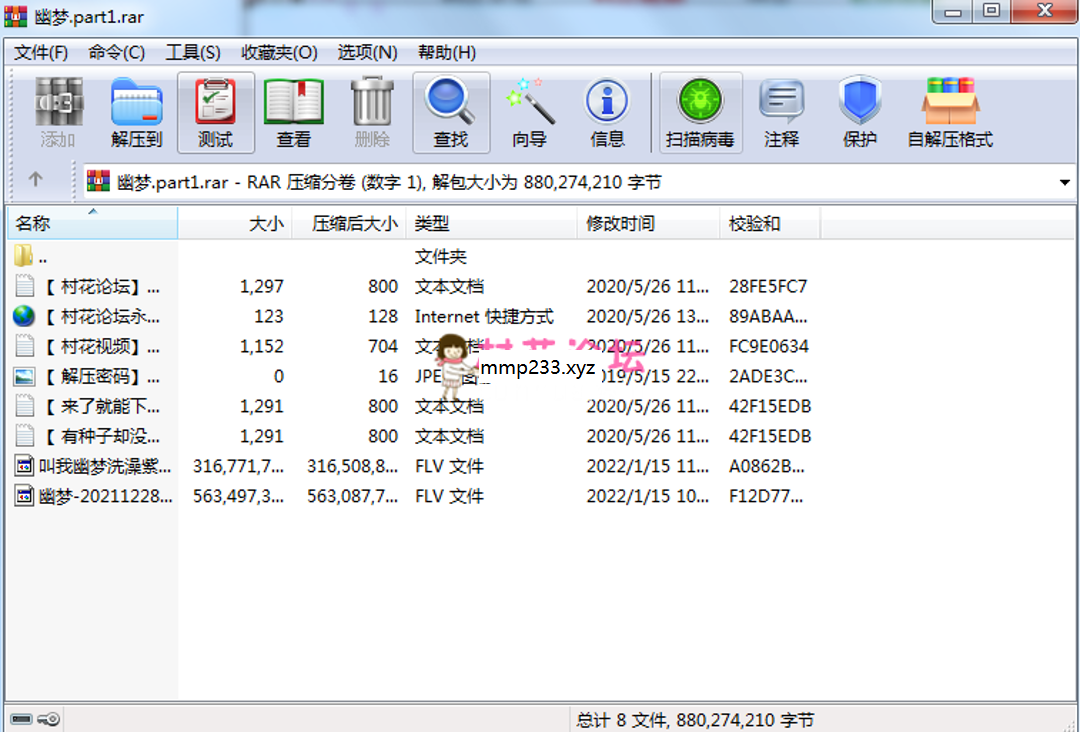 幽梦.part1.rar
文件(F) 命令(C) 工具(S) 收藏夹(O) 选项(N) 帮助(H)
添加 解压到 测试 查看 删除 查找 向导 信息 扫描病毒 注释 保护 自解压格式
幽梦.part1.rar - RAR 压缩分卷 (数字 1), 解包大小为 880,274,210 字节
名称 大小 压缩后大小 类型 修改时间 校验和
.. 文件夹
【 村花论坛】... 1,297 800 文本文档 2020/5/26 11... 28FE5FC7
【 村花论坛永... 123 128 Internet 快捷方式 2020/5/26 13... 89ABAA...
【 村花视频】... 1,152 704 文 档 2020/5/26 11... FC9E0634
mmp233.xyz
【 解压密码】... 0 16 JPE 2019/5/15 22... 2ADE3C...
【 来了就能下... 1,291 800 文本文档 2020/5/26 11... 42F15EDB
【 有种子却没... 1,291 800 文本文档 2020/5/26 11... 42F15EDB
叫我幽梦洗澡紫... 316,771,7... 316,508,8... FLV 文件 2022/1/15 11... A0862B...
幽梦-20211228... 563,497,3... 563,087,7... FLV 文件 2022/1/15 10... F12D77...
总计 8 文件, 880,274,210 字节